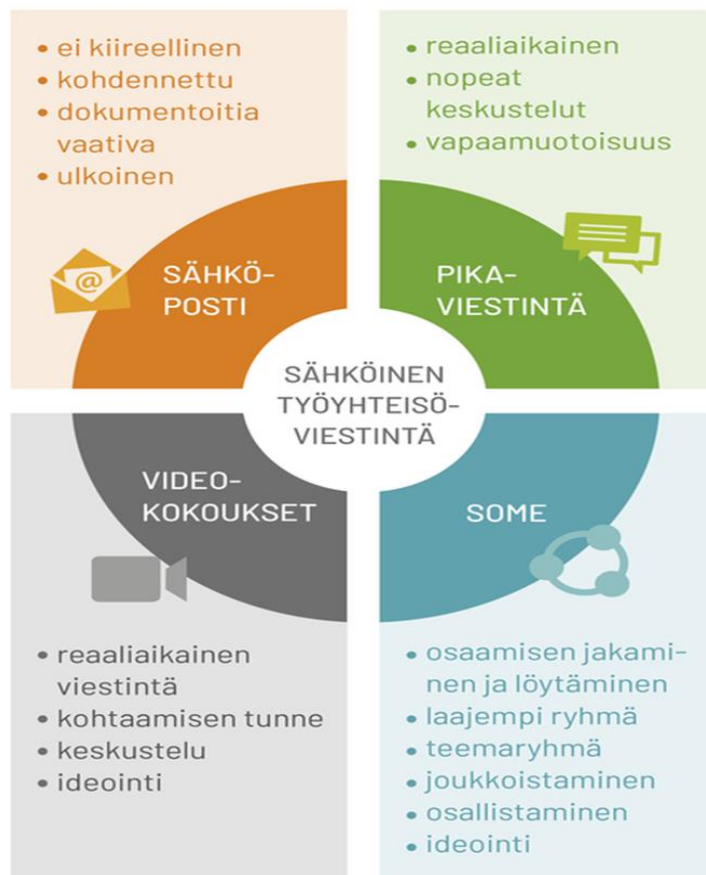 • ei kiireellinen
• kohdennettu
• dokumentoitia
vaativa
• ulkoinen
SÄHKÖ-
POSTI
• reaaliaikainen
• nopeat
keskustelut
• vapaamuotoisuus
PIKA-
VIESTINTÄ
SÄHKÖINEN
TYÖYHTEISÖ-
VIESTINTÄ
VIDEO-
KOKOUKSET
• reaaliaikainen
viestintä
• kohtaamisen tunne
• keskustelu
• ideointi
SOME
• osaamisen jakami-
nen ja löytäminen
• laajempi ryhmä
• teemaryhmä
• joukkoistaminen
• osallistaminen
• ideointi